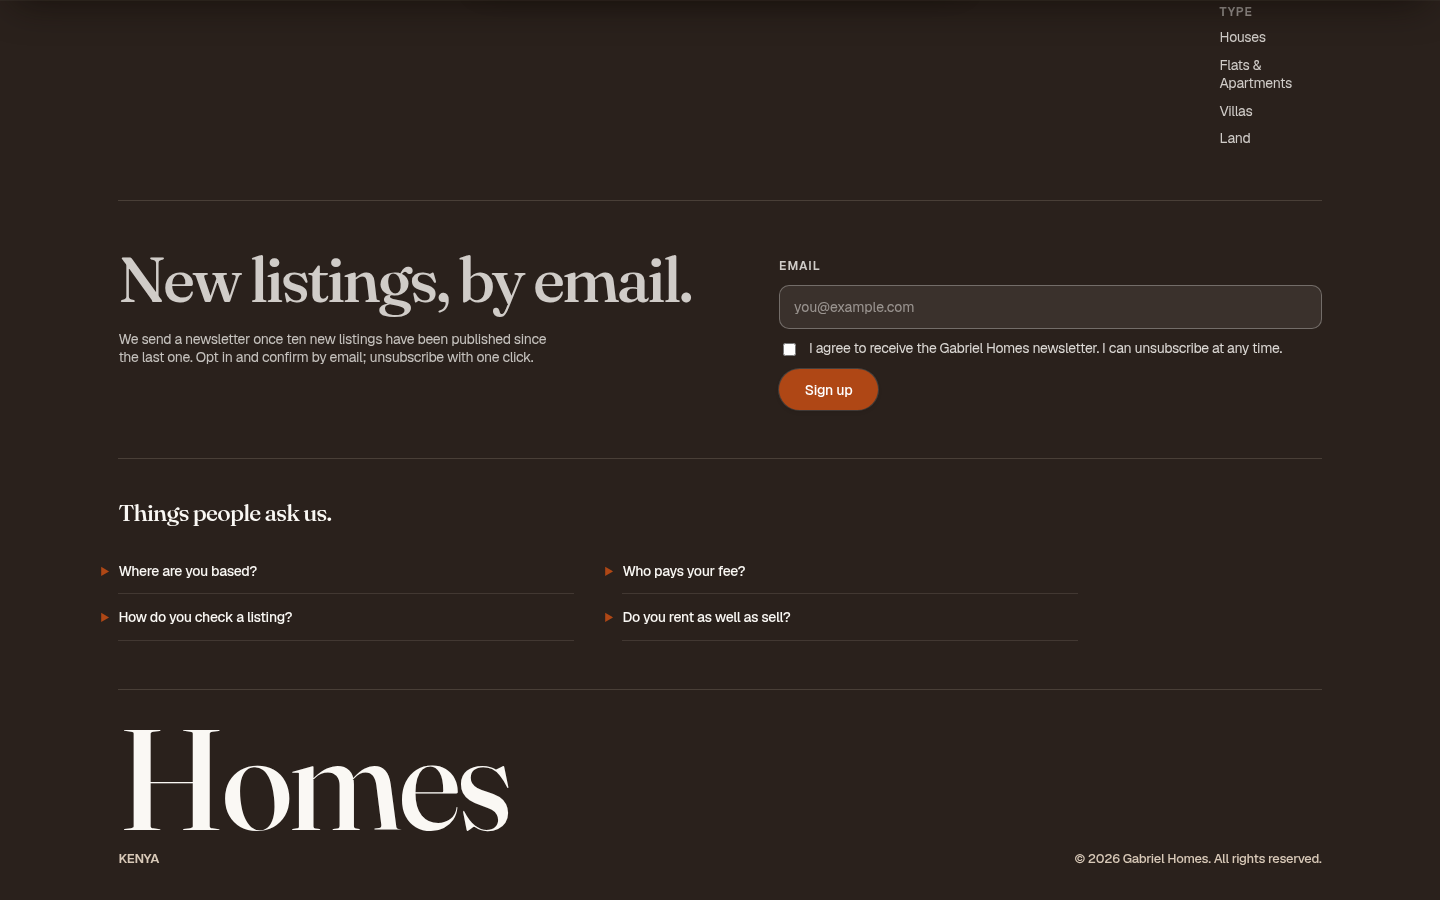 TYPE
Houses
Flats &
Apartments
Villas
Land
New listings, by email.
We send a newsletter once ten new listings have been published since
the last one. Opt in and confirm by email; unsubscribe with one click.
EMAIL
you@example.com
I agree to receive the Gabriel Homes newsletter. I can unsubscribe at any time.
Sign up
Things people ask us.
Where are you based?
Who pays your fee?
How do you check a listing?
Do you rent as well as sell?
Homes
KENYA
© 2026 Gabriel Homes. All rights reserved.